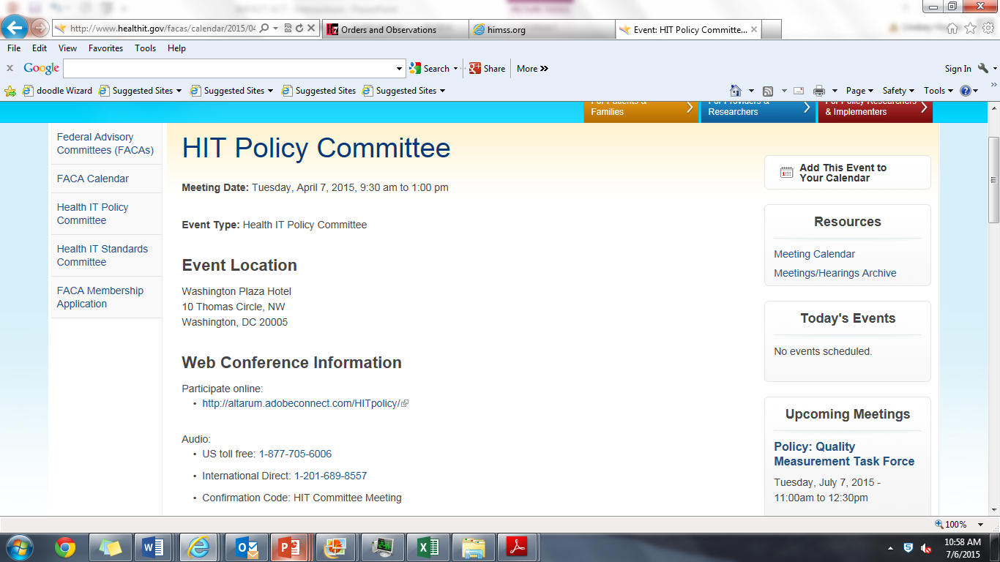 http://www.healthit.gov/facas/calendar/2015/04
Orders and Observations
himss.org
Event: HIT Policy Committe...
File Edit View Favorites Tools Help
x Google Search Share More »
Sign In
doodle Wizard Suggested Sites Suggested Sites Suggested Sites Suggested Sites
Page Safety Tools
For Patients &
Families
For Providers &
Researchers
For Policy Researchers
& Implementers
Federal Advisory
Committees (FACAs)
FACA Calendar
Health IT Policy
Committee
Health IT Standards
Committee
FACA Membership
Application
HIT Policy Committee
Meeting Date: Tuesday, April 7, 2015, 9:30 am to 1:00 pm
Event Type: Health IT Policy Committee
Event Location
Washington Plaza Hotel
10 Thomas Circle, NW
Washington, DC 20005
Web Conference Information
Participate online:
• http://altarum.adobeconnect.com/HITpolicy/
Audio:
• US toll free: 1-877-705-6006
• International Direct: 1-201-689-8557
• Confirmation Code: HIT Committee Meeting
Add This Event to
Your Calendar
Resources
Meeting Calendar
Meetings/Hearings Archive
Today's Events
No events scheduled.
Upcoming Meetings
Policy: Quality
Measurement Task Force
Tuesday, July 7, 2015 -
11:00am to 12:30pm
100%
10:58 AM
7/6/2015